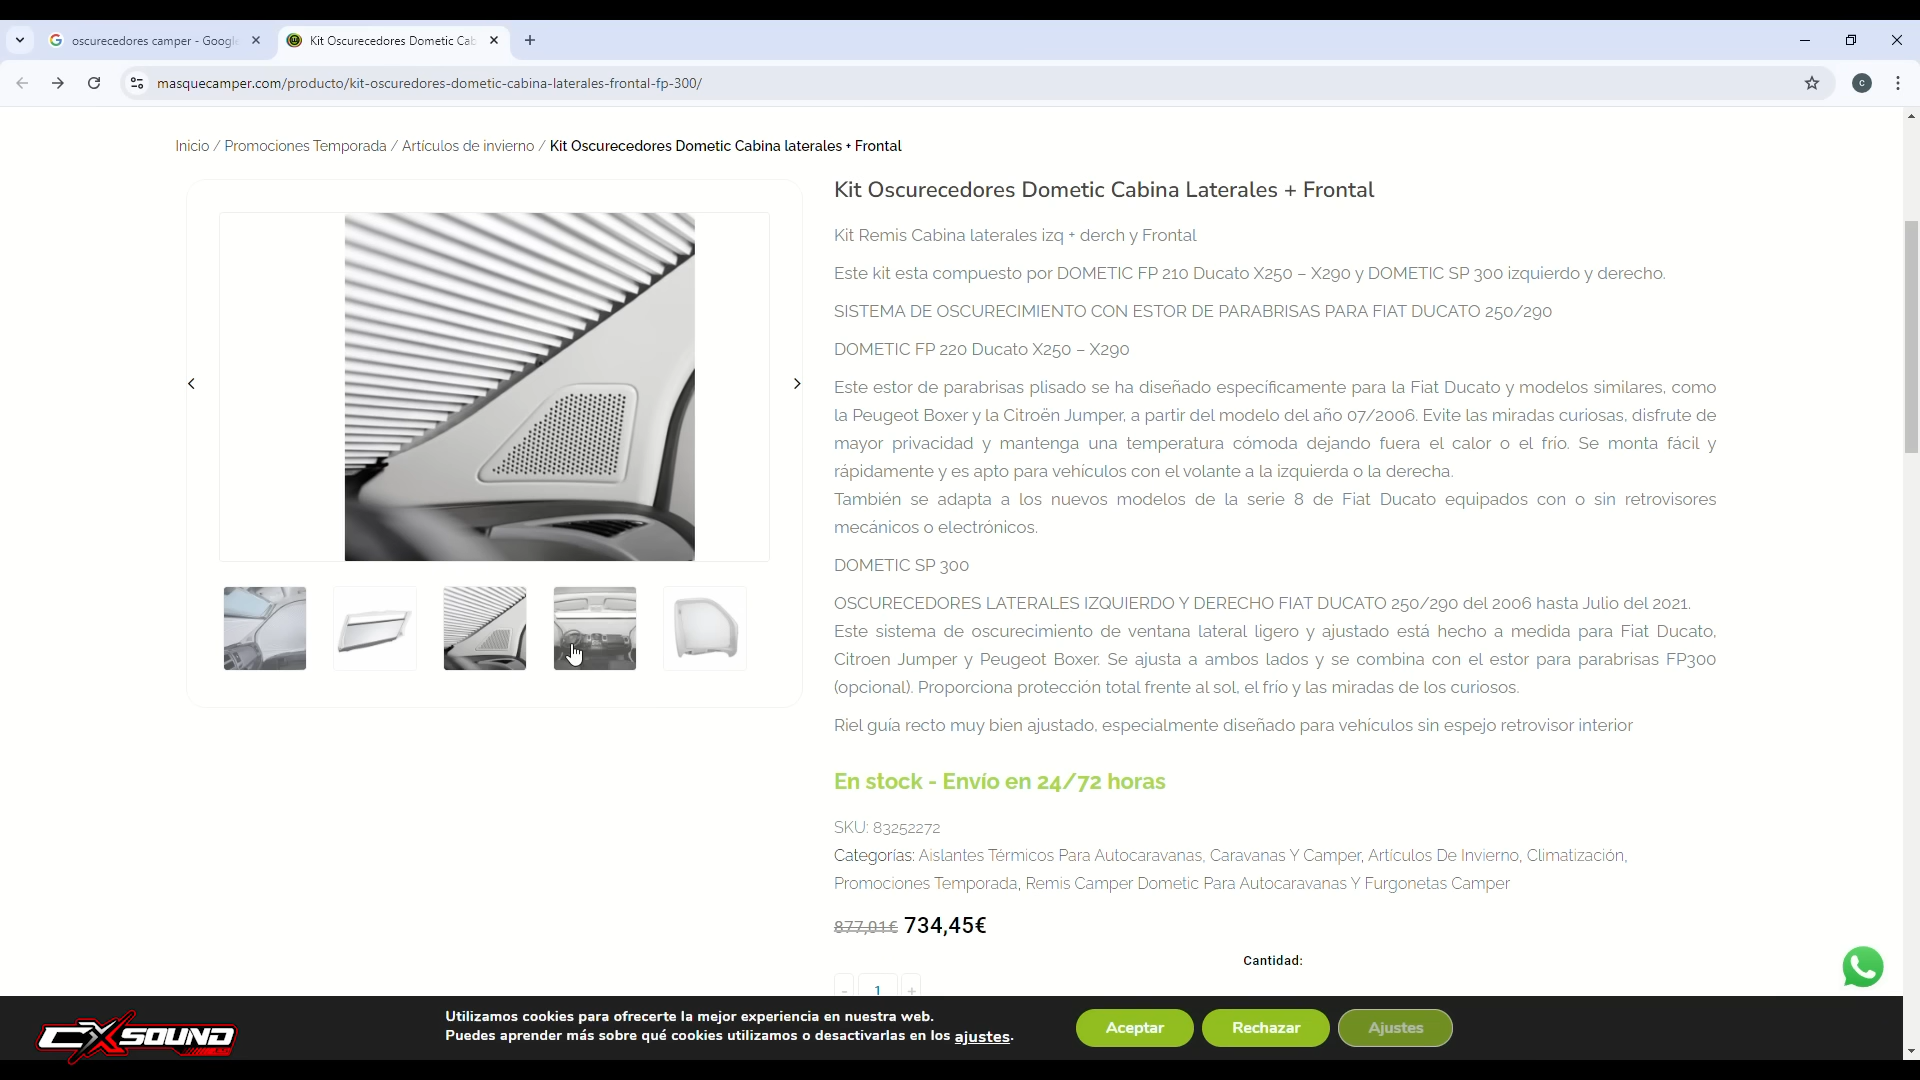 oscurecedores camper - Google
Kit Oscurecedores Dometic Cab
masquecamper.com/producto/kit-oscuredores-dometic-cabina-laterales-frontal-fp-300/
c
Inicio / Promociones Temporada / Artículos de invierno / Kit Oscurecedores Dometic Cabina laterales + Frontal
Kit Oscurecedores Dometic Cabina Laterales + Frontal
Kit Remis Cabina laterales izq + derch y Frontal
Este kit esta compuesto por DOMETIC FP 210 Ducato X250 – X290 y DOMETIC SP 300 izquierdo y derecho.
SISTEMA DE OSCURECIMIENTO CON ESTOR DE PARABRISAS PARA FIAT DUCATO 250/290
DOMETIC FP 220 Ducato X250 – X290
Este estor de parabrisas plisado se ha diseñado específicamente para la Fiat Ducato y modelos similares, como
la Peugeot Boxer y la Citroën Jumper, a partir del modelo del año 07/2006. Evite las miradas curiosas, disfrute de
mayor privacidad y mantenga una temperatura cómoda dejando fuera el calor o el frío. Se monta fácil y
rápidamente y es apto para vehículos con el volante a la izquierda o la derecha.
También se adapta a los nuevos modelos de la serie 8 de Fiat Ducato equipados con o sin retrovisores
mecánicos o electrónicos.
DOMETIC SP 300
OSCURECEDORES LATERALES IZQUIERDO Y DERECHO FIAT DUCATO 250/290 del 2006 hasta Julio del 2021.
Este sistema de oscurecimiento de ventana lateral ligero y ajustado está hecho a medida para Fiat Ducato,
Citroen Jumper y Peugeot Boxer. Se ajusta a ambos lados y se combina con el estor para parabrisas FP300
(opcional). Proporciona protección total frente al sol, el frío y las miradas de los curiosos.
Riel guía recto muy bien ajustado, especialmente diseñado para vehículos sin espejo retrovisor interior
En stock - Envío en 24/72 horas
SKU: 83252272
Categorías: Aislantes Térmicos Para Autocaravanas, Caravanas Y Camper, Artículos De Invierno, Climatización,
Promociones Temporada, Remis Camper Dometic Para Autocaravanas Y Furgonetas Camper
877,01€ 734,45€
Cantidad:
- 1 +
CXSOUND
Utilizamos cookies para ofrecerte la mejor experiencia en nuestra web.
Puedes aprender más sobre qué cookies utilizamos o desactivarlas en los ajustes.
Aceptar
Rechazar
Ajustes